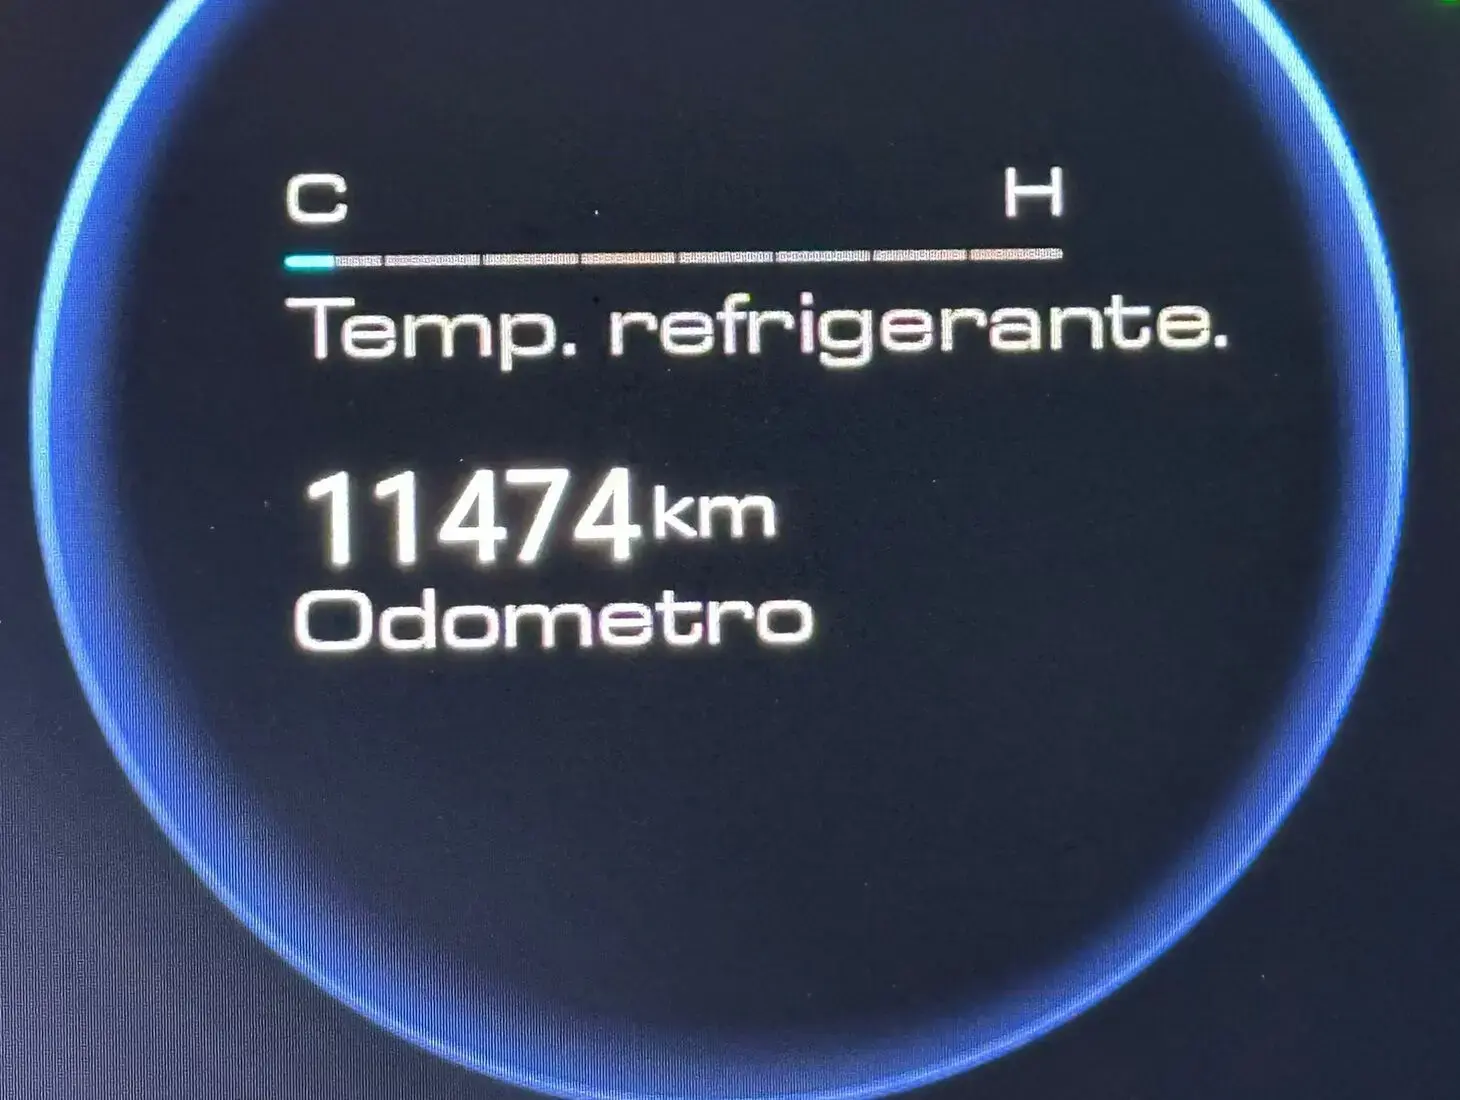 C H
Temp. refrigerante.
11474km
Odometro